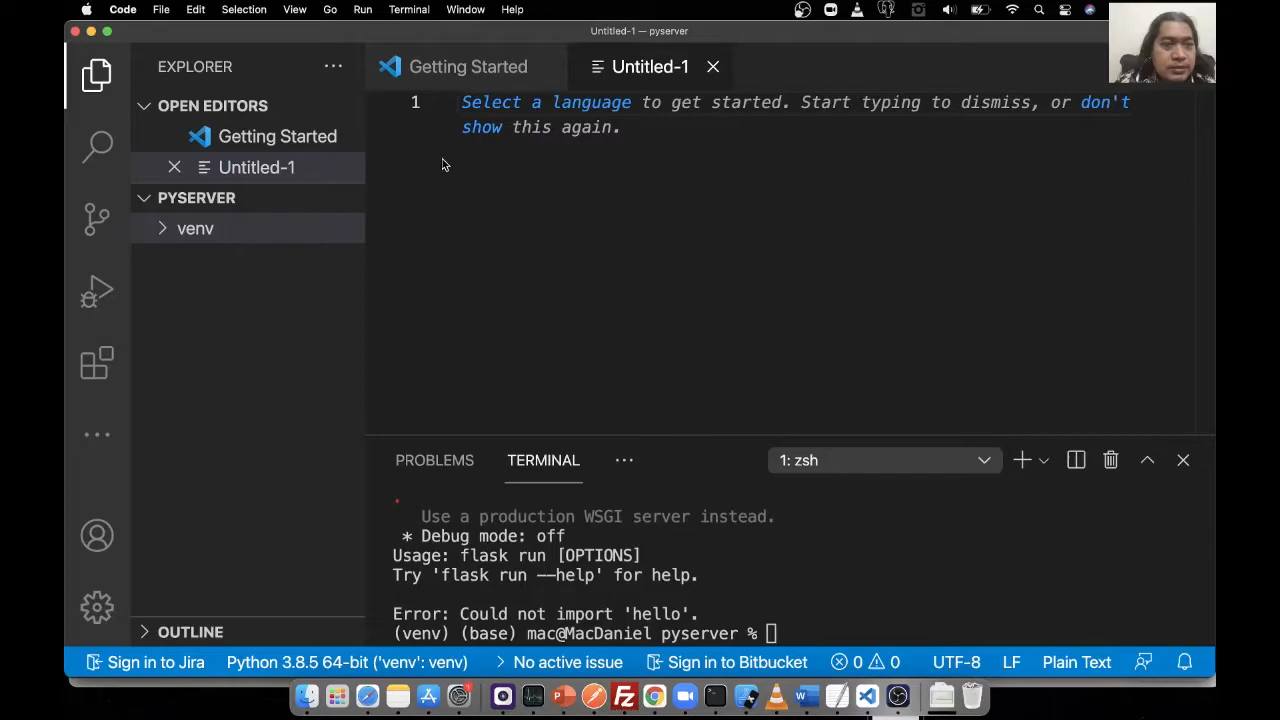 Code File Edit Selection View Go Run Terminal Window Help
Untitled-1 — pyserver
EXPLORER
Getting Started
Untitled-1
OPEN EDITORS
Getting Started
Untitled-1
PYSERVER
venv
OUTLINE
1 Select a language to get started. Start typing to dismiss, or don't
show this again.
PROBLEMS TERMINAL 1: zsh
Use a production WSGI server instead.
* Debug mode: off
Usage: flask run [OPTIONS]
Try 'flask run --help' for help.
Error: Could not import 'hello'.
(venv) (base) mac@MacDaniel pyserver %
Sign in to Jira Python 3.8.5 64-bit ('venv': venv) No active issue Sign in to Bitbucket 0 0 UTF-8 LF Plain Text